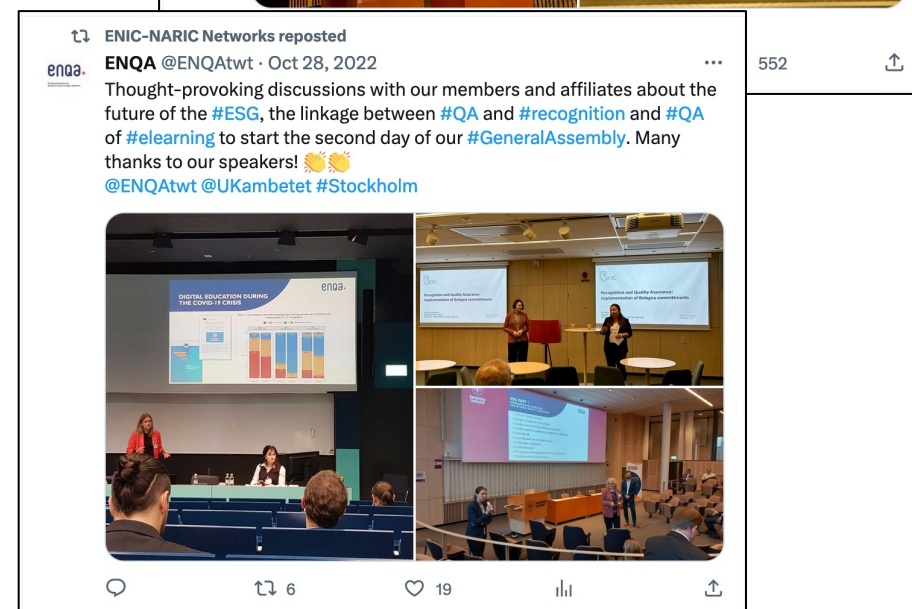 ENIC-NARIC Networks reposted
enqa.
ENQA @ENQAtwt · Oct 28, 2022
Thought-provoking discussions with our members and affiliates about the
future of the #ESG, the linkage between #QA and #recognition and #QA
of #elearning to start the second day of our #GeneralAssembly. Many
thanks to our speakers! 👏👏
@ENQAtwt @UKambetet #Stockholm
552
enqa.
DIGITAL EDUCATION DURING
THE COVID-19 CRISIS
Recognition and Quality Assurance:
Implementation of Bologna commitments
Recognition and Quality Assurance:
Implementation of Bologna commitments
ESG PART 1
6
19